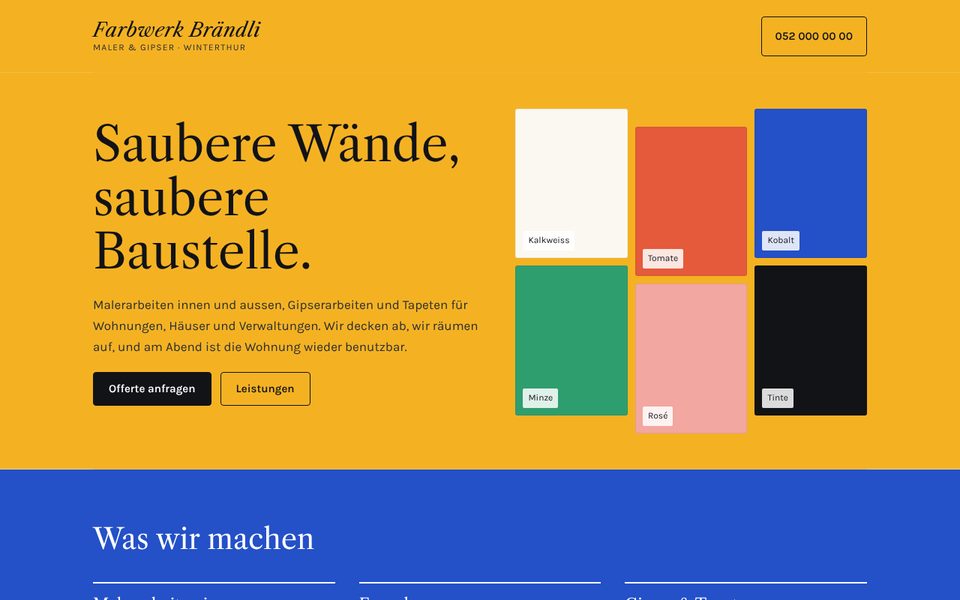 Farbwerk Brändli
MALER & GIPSER · WINTERTHUR
052 000 00 00
Saubere Wände,
saubere
Baustelle.
Malerarbeiten innen und aussen, Gipserarbeiten und Tapeten für
Wohnungen, Häuser und Verwaltungen. Wir decken ab, wir räumen
auf, und am Abend ist die Wohnung wieder benutzbar.
Offerte anfragen
Leistungen
Kalkweiss
Tomate
Kobalt
Minze
Rosé
Tinte
Was wir machen